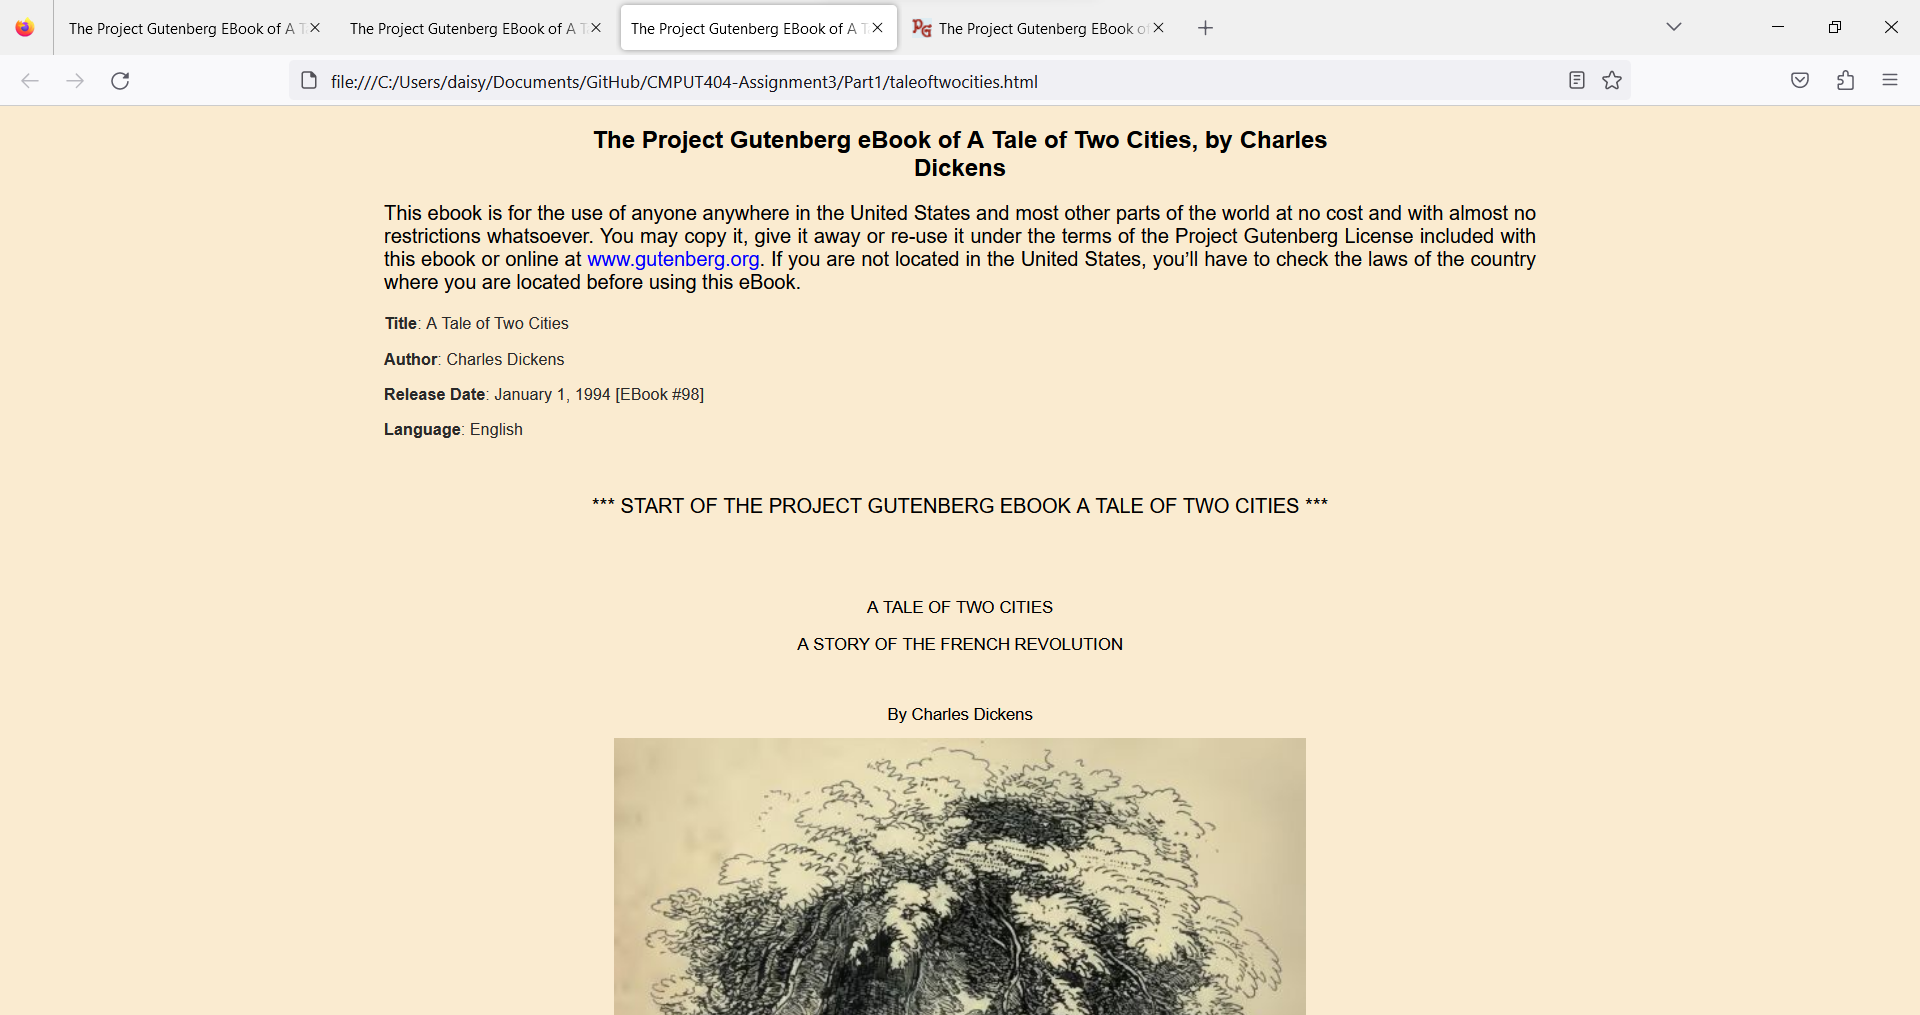 The Project Gutenberg EBook of A T
The Project Gutenberg EBook of A T
The Project Gutenberg EBook of A T
PG The Project Gutenberg EBook o
file:///C:/Users/daisy/Documents/GitHub/CMPUT404-Assignment3/Part1/taleoftwocities.html
The Project Gutenberg eBook of A Tale of Two Cities, by Charles
Dickens
This ebook is for the use of anyone anywhere in the United States and most other parts of the world at no cost and with almost no
restrictions whatsoever. You may copy it, give it away or re-use it under the terms of the Project Gutenberg License included with
this ebook or online at www.gutenberg.org. If you are not located in the United States, you’ll have to check the laws of the country
where you are located before using this eBook.
Title: A Tale of Two Cities
Author: Charles Dickens
Release Date: January 1, 1994 [EBook #98]
Language: English
*** START OF THE PROJECT GUTENBERG EBOOK A TALE OF TWO CITIES ***
A TALE OF TWO CITIES
A STORY OF THE FRENCH REVOLUTION
By Charles Dickens